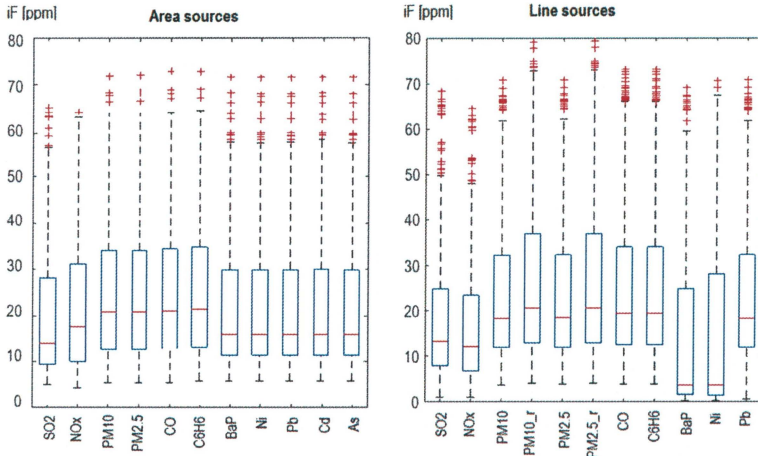 iF [ppm]
Area sources
80
70
60
50
40
30
20
10
0
SO2
NOx
PM10
PM2.5
CO
C6H6
BaP
Ni
Pb
Cd
As
iF [ppm]
Line sources
80
70
60
50
40
30
20
10
0
SO2
NOx
PM10
PM10_r
PM2.5
PM2.5_r
CO
C6H6
BaP
Ni
Pb